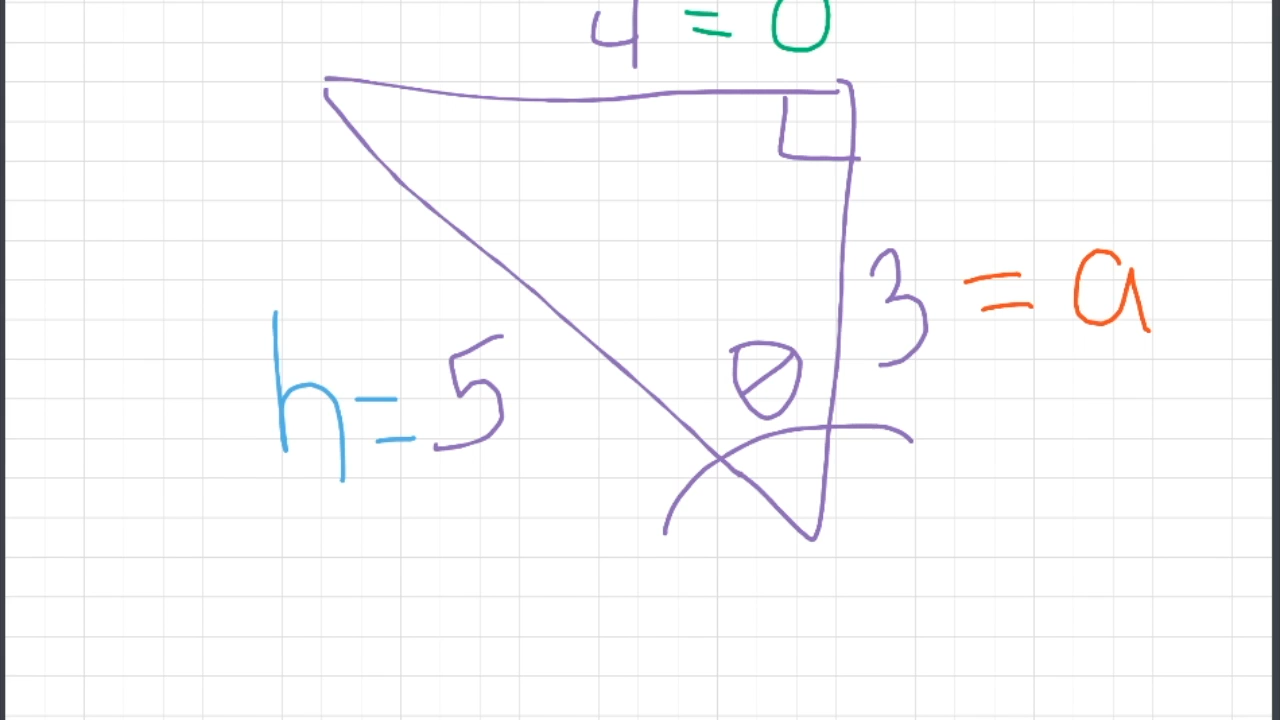 4 = o
3 = a
θ
h = 5